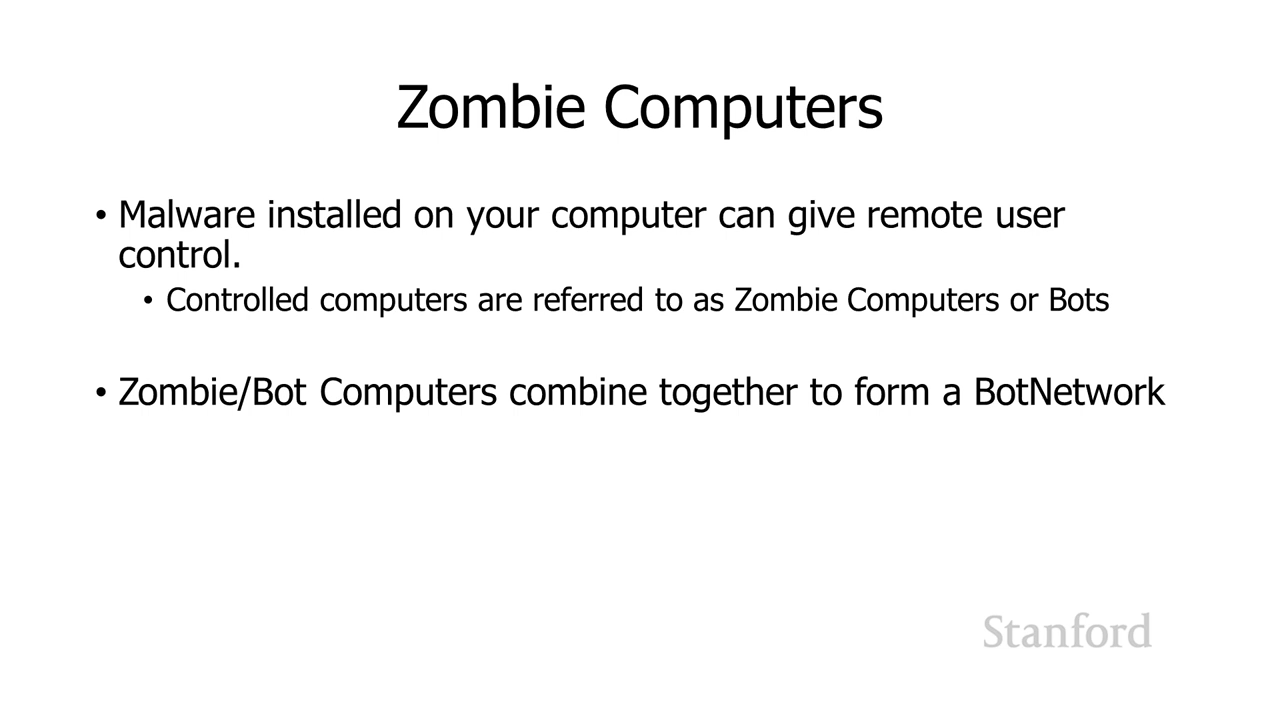 Zombie Computers
• Malware installed on your computer can give remote user
control.
• Controlled computers are referred to as Zombie Computers or Bots
• Zombie/Bot Computers combine together to form a BotNetwork
Stanford